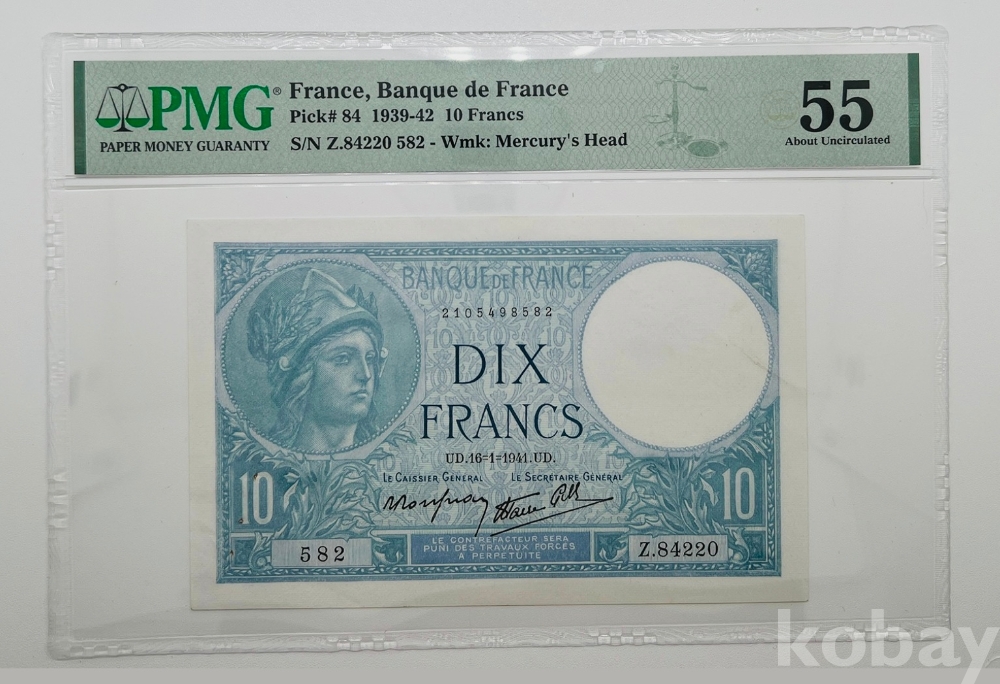 PMG®
PAPER MONEY GUARANTY
France, Banque de France
Pick# 84 1939-42 10 Francs
S/N Z.84220 582 - Wmk: Mercury's Head
55
About Uncirculated
BANQUE DE FRANCE
2105498582
DIX
FRANCS
UD.16=1=1941.UD.
LE CAISSIER GÉNÉRAL LE SECRÉTAIRE GÉNÉRAL
10 10
LE CONTREFACTEUR SERA
PUNI DES TRAVAUX FORCÉS
À PERPÉTUITÉ
582 Z.84220
kobay